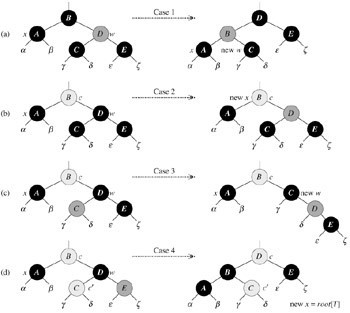 Case 1
(a) B D
x A D w B E
α β C E x A new w C ε ζ
γ δ ε ζ α β γ δ
Case 2
(b) B c new x B c
x A D w A D
α β C E α β C E
γ δ ε ζ γ δ ε ζ
Case 3
(c) B c B c
x A D w x A C new w
α β C E α β γ D
γ δ ε ζ δ E
ε ζ
Case 4
(d) B c D c
x A D w B E
α β C c' E A C c' ε ζ
γ δ ε ζ α β γ δ new x = root[T]